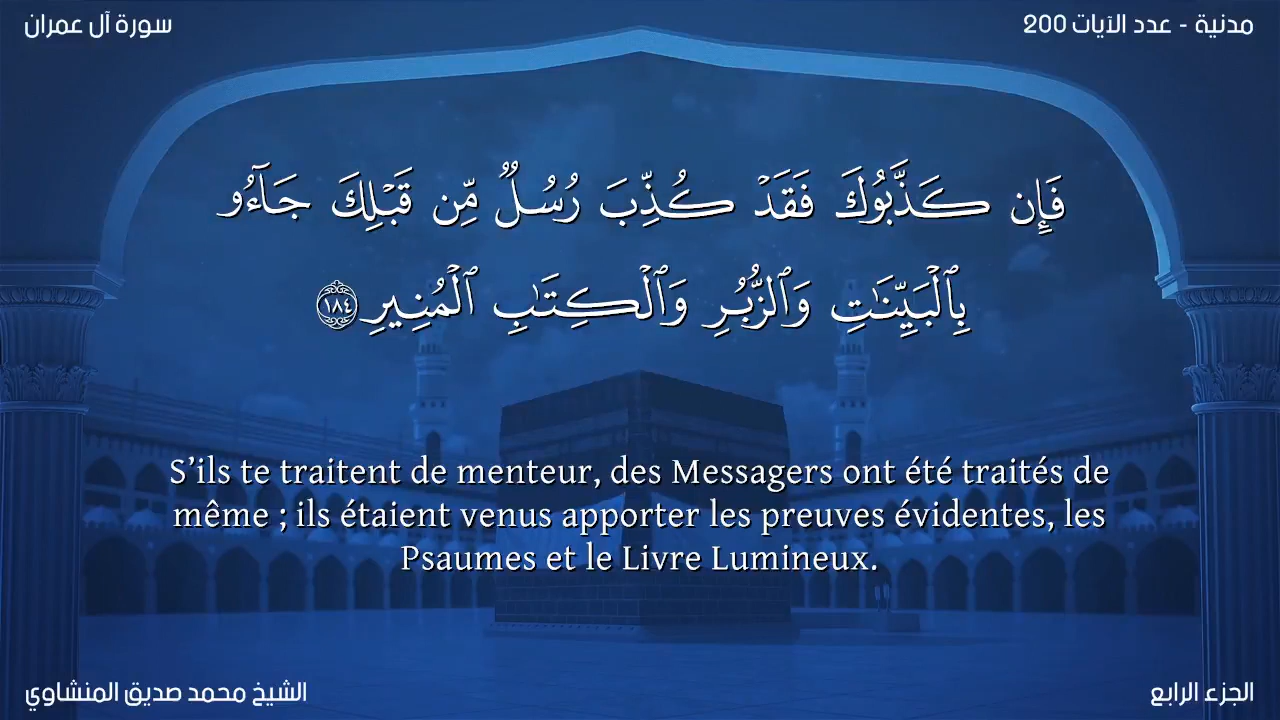 سورة آل عمران
مدنية - عدد الآيات 200
فَإِن كَذَّبُوكَ فَقَدۡ كُذِّبَ رُسُلٞ مِّن قَبۡلِكَ جَآءُو
بِٱلۡبَيِّنَٰتِ وَٱلزُّبُرِ وَٱلۡكِتَٰبِ ٱلۡمُنِيرِ ١٨٤
S’ils te traitent de menteur, des Messagers ont été traités de
même ; ils étaient venus apporter les preuves évidentes, les
Psaumes et le Livre Lumineux.
الشيخ محمد صديق المنشاوي
الجزء الرابع